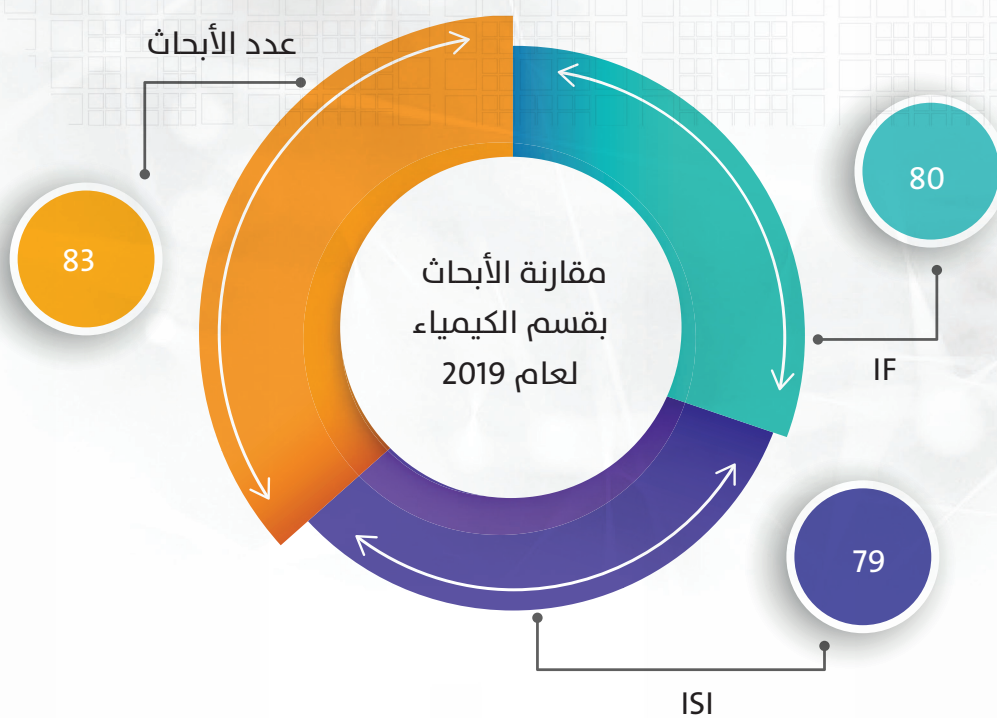 عدد الأبحاث
83
80
IF
مقارنة الأبحاث
بقسم الكيمياء
لعام 2019
79
ISI